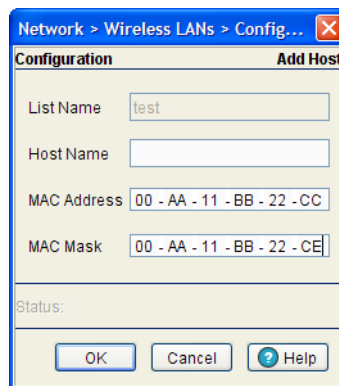 Network > Wireless LANs > Config...
Configuration Add Host
List Name test
Host Name
MAC Address 00 - AA - 11 - BB - 22 - CC
MAC Mask 00 - AA - 11 - BB - 22 - CE
Status:
OK Cancel ? Help